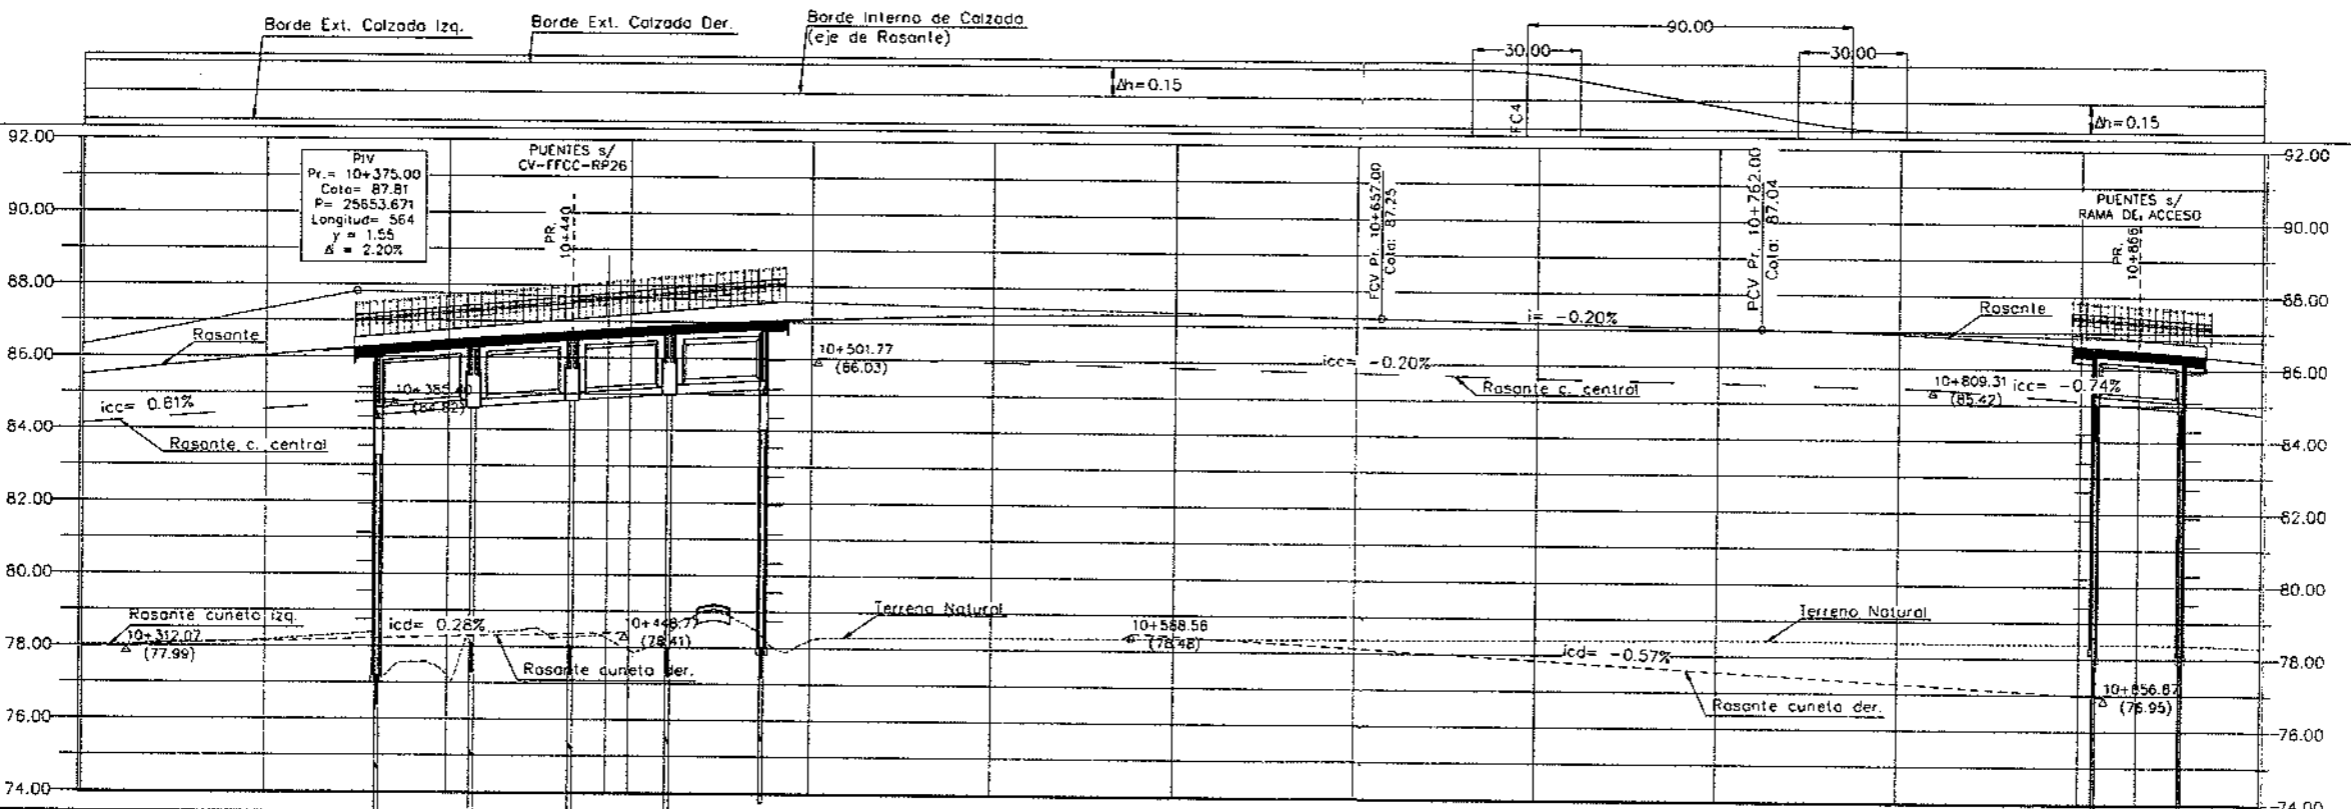 Borde Ext. Calzada Izq.
Borde Ext. Calzada Der.
Borde Interno de Calzada
(eje de Rasante)
90.00
30.00
30.00
Δh=0.15
FC4
Δh=0.15
92.00
90.00
88.00
86.00
84.00
82.00
80.00
78.00
76.00
74.00
PIV
Pr.= 10+375.00
Cota= 87.81
P= 25653.671
Longitud= 564
y = 1.55
Δ = 2.20%
PUENTES s/
CV-FFCC-RP26
PR.
10+440
FCV Pr. 10+657.00
Cota: 87.25
PCV Pr. 10+762.00
Cota: 87.04
PUENTES s/
RAMA DE ACCESO
PR.
10+866
92.00
90.00
88.00
86.00
84.00
82.00
80.00
78.00
76.00
74.00
Rasante
i= -0.20%
Rasante
10+501.77
(86.03)
icc= -0.20%
Rasante c. central
10+809.31
(85.42)
icc= -0.74%
icc= 0.61%
10+385.40
Rasante c. central
Rasante cuneta Izq.
10+312.07
(77.99)
icd= 0.28%
10+448.77
(78.41)
Rasante cuneta der.
Terreno Natural
10+588.56
(78.48)
icd= -0.57%
Terreno Natural
Rasante cuneta der.
10+856.87
(76.95)